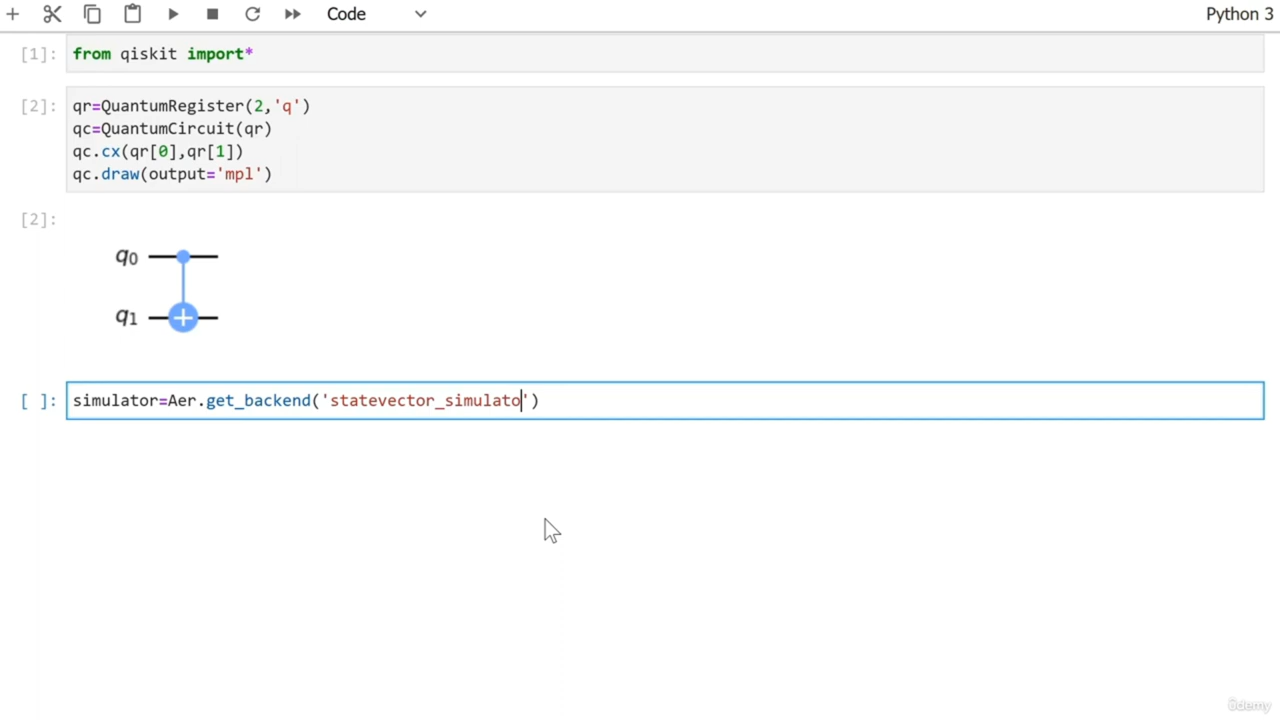 Code
Python 3
[1]: from qiskit import*
[2]: qr=QuantumRegister(2,'q')
qc=QuantumCircuit(qr)
qc.cx(qr[0],qr[1])
qc.draw(output='mpl')
[2]:
q0
q1
[ ]: simulator=Aer.get_backend('statevector_simulato')
ûdemy